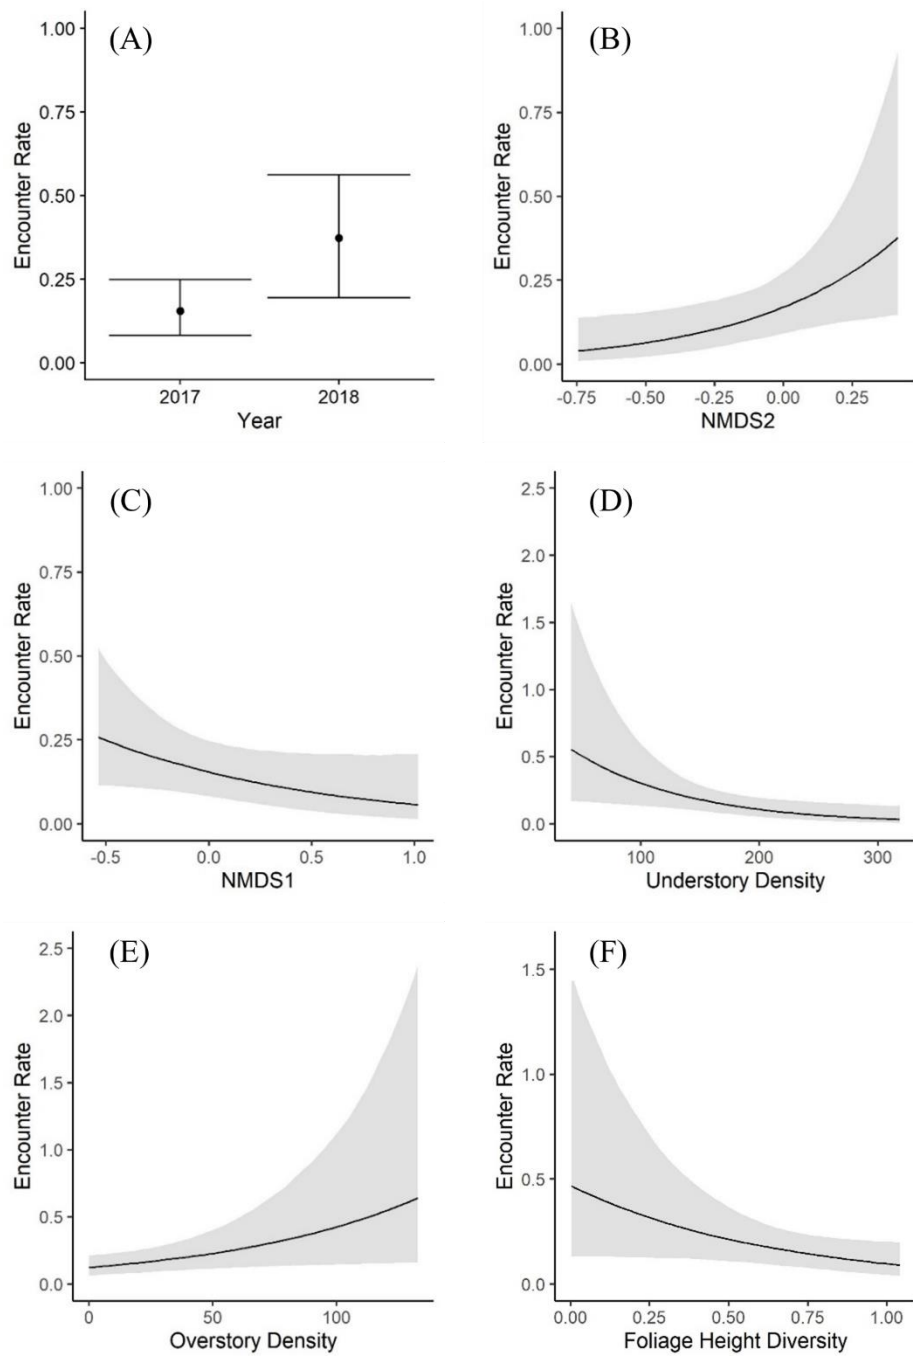 (A)
Encounter Rate
1.00
0.75
0.50
0.25
0.00
2017 2018
Year
(B)
Encounter Rate
1.00
0.75
0.50
0.25
0.00
-0.75 -0.50 -0.25 0.00 0.25
NMDS2
(C)
Encounter Rate
1.00
0.75
0.50
0.25
0.00
-0.5 0.0 0.5 1.0
NMDS1
(D)
Encounter Rate
2.5
2.0
1.5
1.0
0.5
0.0
100 200 300
Understory Density
(E)
Encounter Rate
2.5
2.0
1.5
1.0
0.5
0.0
0 50 100
Overstory Density
(F)
Encounter Rate
1.5
1.0
0.5
0.0
0.00 0.25 0.50 0.75 1.00
Foliage Height Diversity